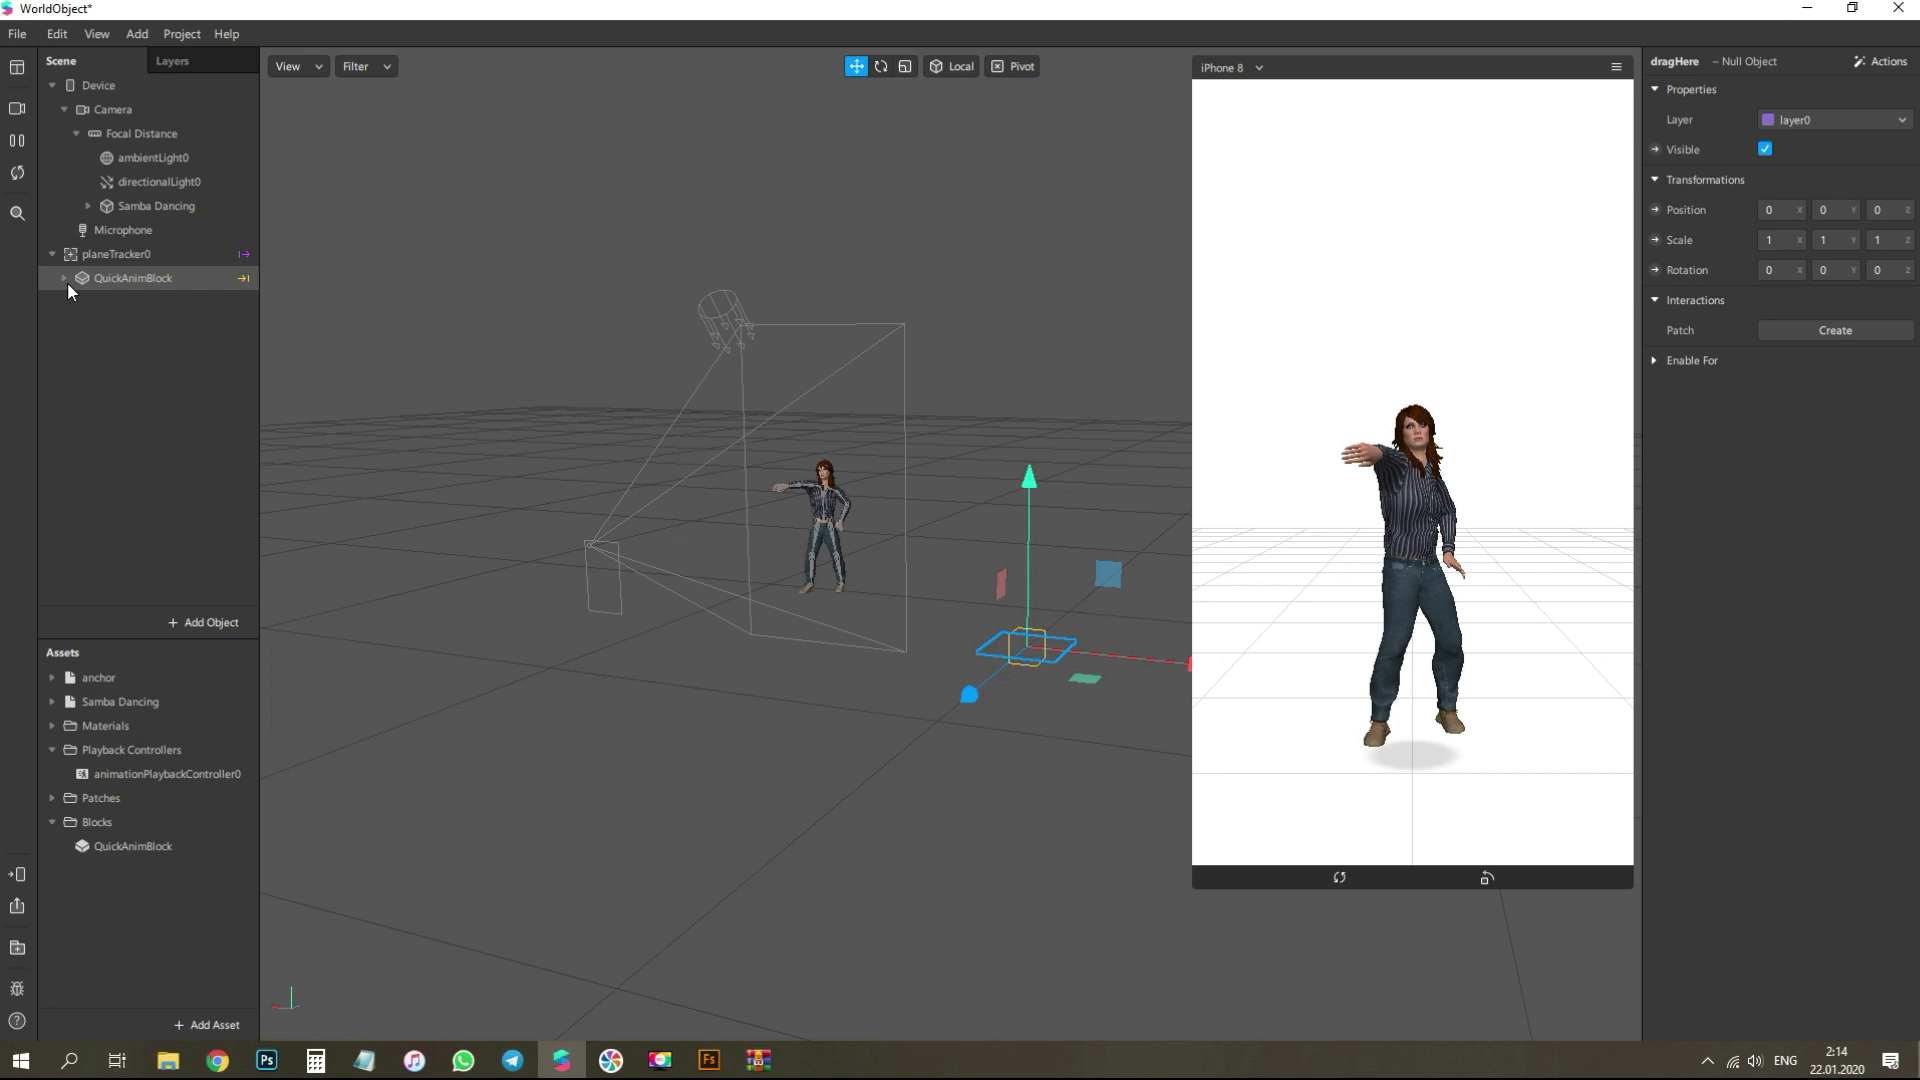 WorldObject*
File Edit View Add Project Help
Scene Layers
Device
Camera
Focal Distance
ambientLight0
directionalLight0
Samba Dancing
Microphone
planeTracker0
QuickAnimBlock
+ Add Object
Assets
anchor
Samba Dancing
Materials
Playback Controllers
animationPlaybackController0
Patches
Blocks
QuickAnimBlock
+ Add Asset
View Filter Local Pivot
iPhone 8
dragHere – Null Object Actions
Properties
Layer layer0
Visible
Transformations
Position 0 X 0 Y 0 Z
Scale 1 X 1 Y 1 Z
Rotation 0 X 0 Y 0 Z
Interactions
Patch Create
Enable For
Ps
Fs
ENG
2:14
22.01.2020